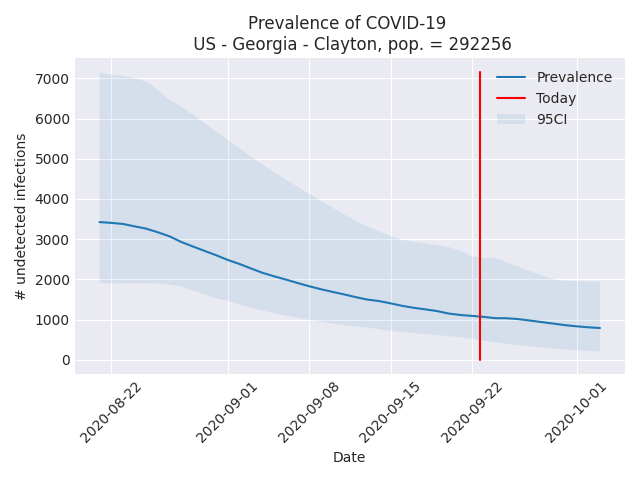 Prevalence of COVID-19
US - Georgia - Clayton, pop. = 292256
Prevalence
Today
95CI
# undetected infections
7000
6000
5000
4000
3000
2000
1000
0
2020-08-22
2020-09-01
2020-09-08
2020-09-15
2020-09-22
2020-10-01
Date